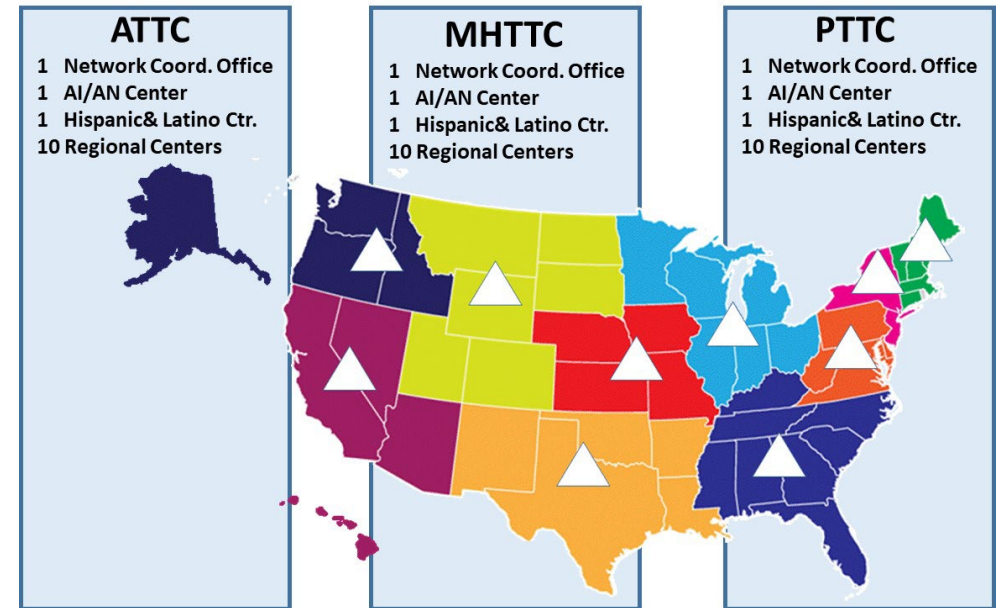 ATTC
1 Network Coord. Office
1 AI/AN Center
1 Hispanic& Latino Ctr.
10 Regional Centers
MHTTC
1 Network Coord. Office
1 AI/AN Center
1 Hispanic& Latino Ctr.
10 Regional Centers
PTTC
1 Network Coord. Office
1 AI/AN Center
1 Hispanic& Latino Ctr.
10 Regional Centers